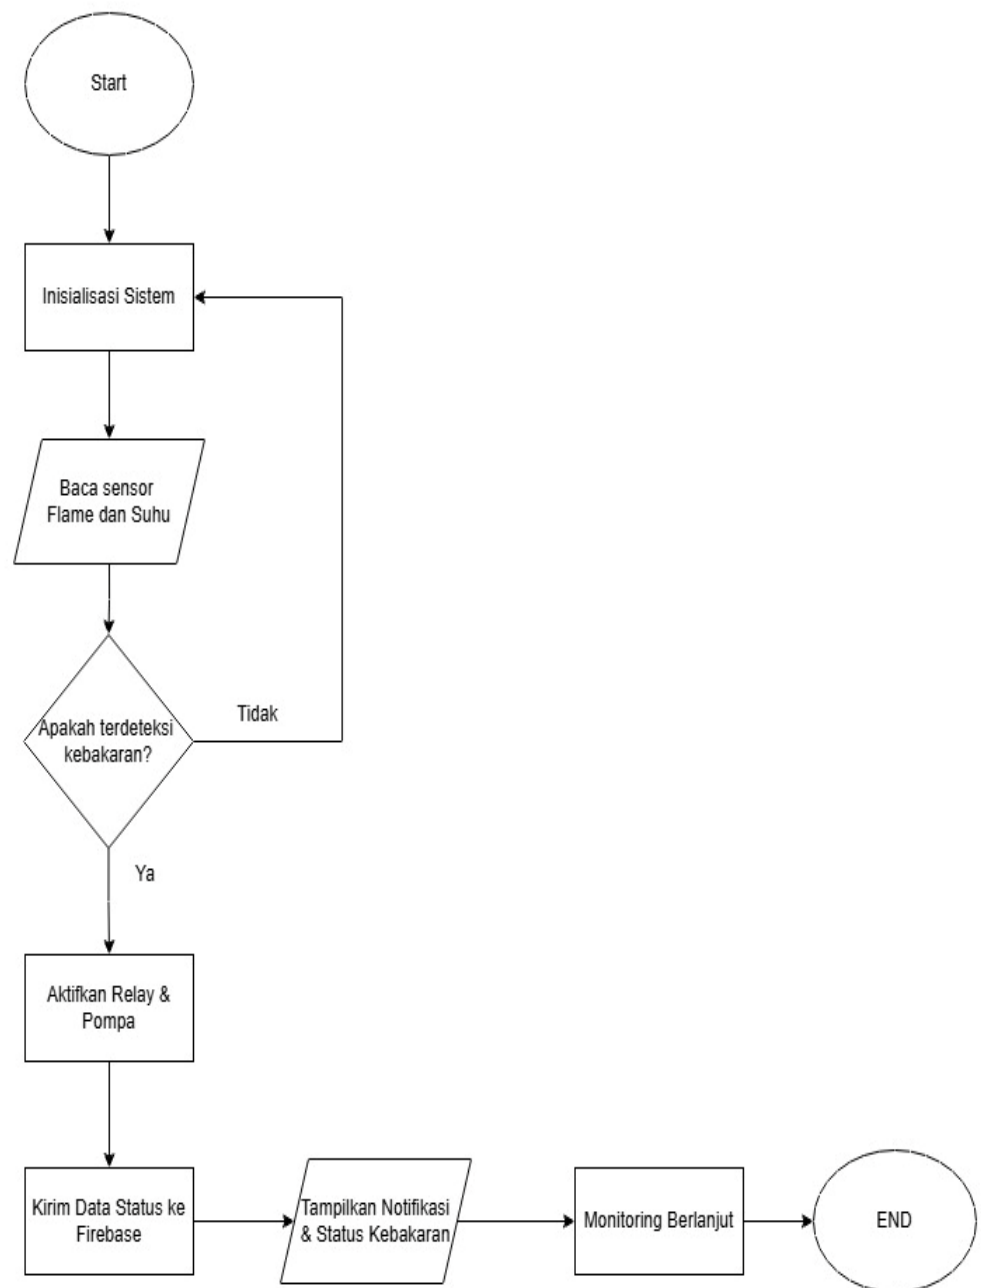 Start
Inisialisasi Sistem
Baca sensor
Flame dan Suhu
Apakah terdeteksi
kebakaran?
Tidak
Ya
Aktifkan Relay &
Pompa
Kirim Data Status ke
Firebase
Tampilkan Notifikasi
& Status Kebakaran
Monitoring Berlanjut
END